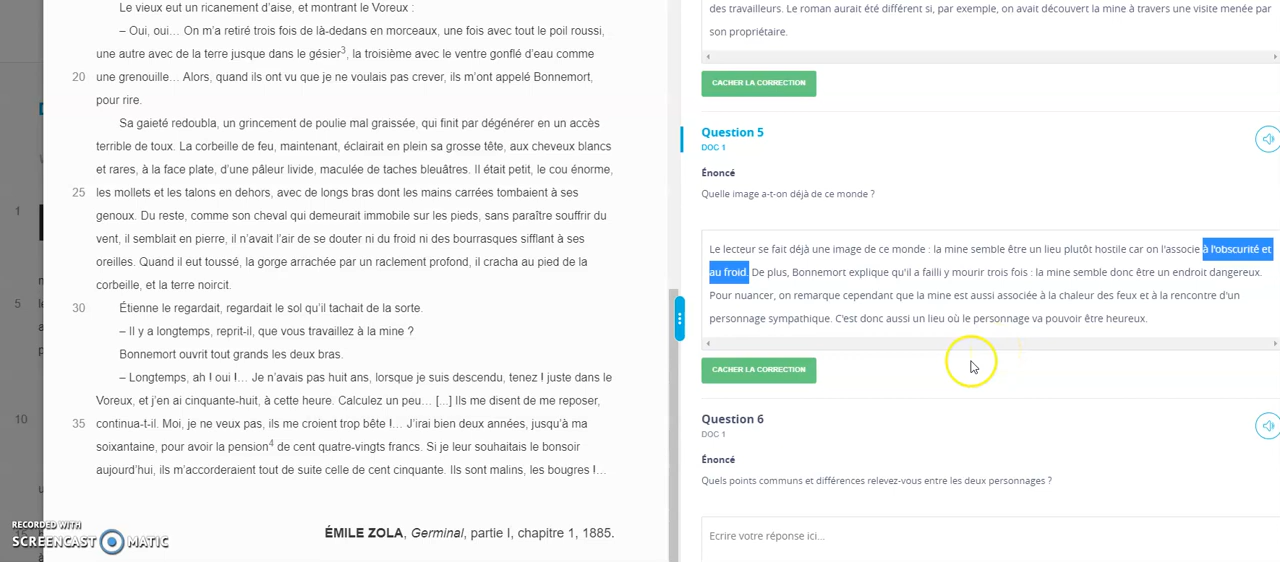 Le vieux eut un ricanement d'aise, et montrant le Voreux :
– Oui, oui… On m'a retiré trois fois de là-dedans en morceaux, une fois avec tout le poil roussi,
une autre avec de la terre jusque dans le gésier3, la troisième avec le ventre gonflé d'eau comme
20 une grenouille… Alors, quand ils ont vu que je ne voulais pas crever, ils m'ont appelé Bonnemort,
pour rire.
Sa gaieté redoubla, un grincement de poulie mal graissée, qui finit par dégénérer en un accès
terrible de toux. La corbeille de feu, maintenant, éclairait en plein sa grosse tête, aux cheveux blancs
et rares, à la face plate, d'une pâleur livide, maculée de taches bleuâtres. Il était petit, le cou énorme,
25 les mollets et les talons en dehors, avec de longs bras dont les mains carrées tombaient à ses
genoux. Du reste, comme son cheval qui demeurait immobile sur les pieds, sans paraître souffrir du
vent, il semblait en pierre, il n'avait l'air de se douter ni du froid ni des bourrasques sifflant à ses
oreilles. Quand il eut toussé, la gorge arrachée par un raclement profond, il cracha au pied de la
corbeille, et la terre noircit.
30 Étienne le regardait, regardait le sol qu'il tachait de la sorte.
– Il y a longtemps, reprit-il, que vous travaillez à la mine ?
Bonnemort ouvrit tout grands les deux bras.
– Longtemps, ah ! oui !… Je n'avais pas huit ans, lorsque je suis descendu, tenez ! juste dans le
Voreux, et j'en ai cinquante-huit, à cette heure. Calculez un peu… [...] Ils me disent de me reposer,
35 continua-t-il. Moi, je ne veux pas, ils me croient trop bête !… J'irai bien deux années, jusqu'à ma
soixantaine, pour avoir la pension4 de cent quatre-vingts francs. Si je leur souhaitais le bonsoir
aujourd'hui, ils m'accorderaient tout de suite celle de cent cinquante. Ils sont malins, les bougres !…
ÉMILE ZOLA, Germinal, partie I, chapitre 1, 1885.
1
5
10
RECORDED WITH
SCREENCAST MATIC
des travailleurs. Le roman aurait été différent si, par exemple, on avait découvert la mine à travers une visite menée par
son propriétaire.
CACHER LA CORRECTION
Question 5
DOC 1
Énoncé
Quelle image a-t-on déjà de ce monde ?
Le lecteur se fait déjà une image de ce monde : la mine semble être un lieu plutôt hostile car on l'associe à l'obscurité et
au froid. De plus, Bonnemort explique qu'il a failli y mourir trois fois : la mine semble donc être un endroit dangereux.
Pour nuancer, on remarque cependant que la mine est aussi associée à la chaleur des feux et à la rencontre d'un
personnage sympathique. C'est donc aussi un lieu où le personnage va pouvoir être heureux.
CACHER LA CORRECTION
Question 6
DOC 1
Énoncé
Quels points communs et différences relevez-vous entre les deux personnages ?
Ecrire votre réponse ici...